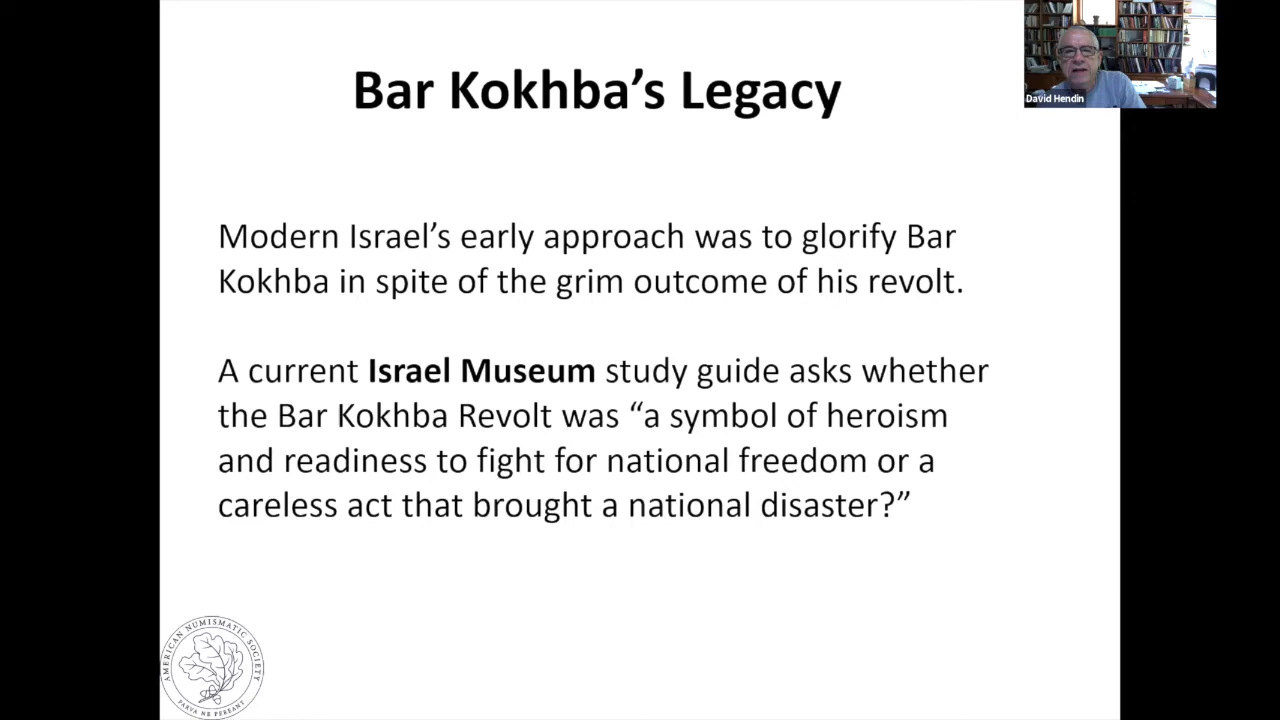 Bar Kokhba’s Legacy
David Hendin
Modern Israel’s early approach was to glorify Bar
Kokhba in spite of the grim outcome of his revolt.
A current Israel Museum study guide asks whether
the Bar Kokhba Revolt was “a symbol of heroism
and readiness to fight for national freedom or a
careless act that brought a national disaster?”
AMERICAN NUMISMATIC SOCIETY
PARVA NE PEREANT